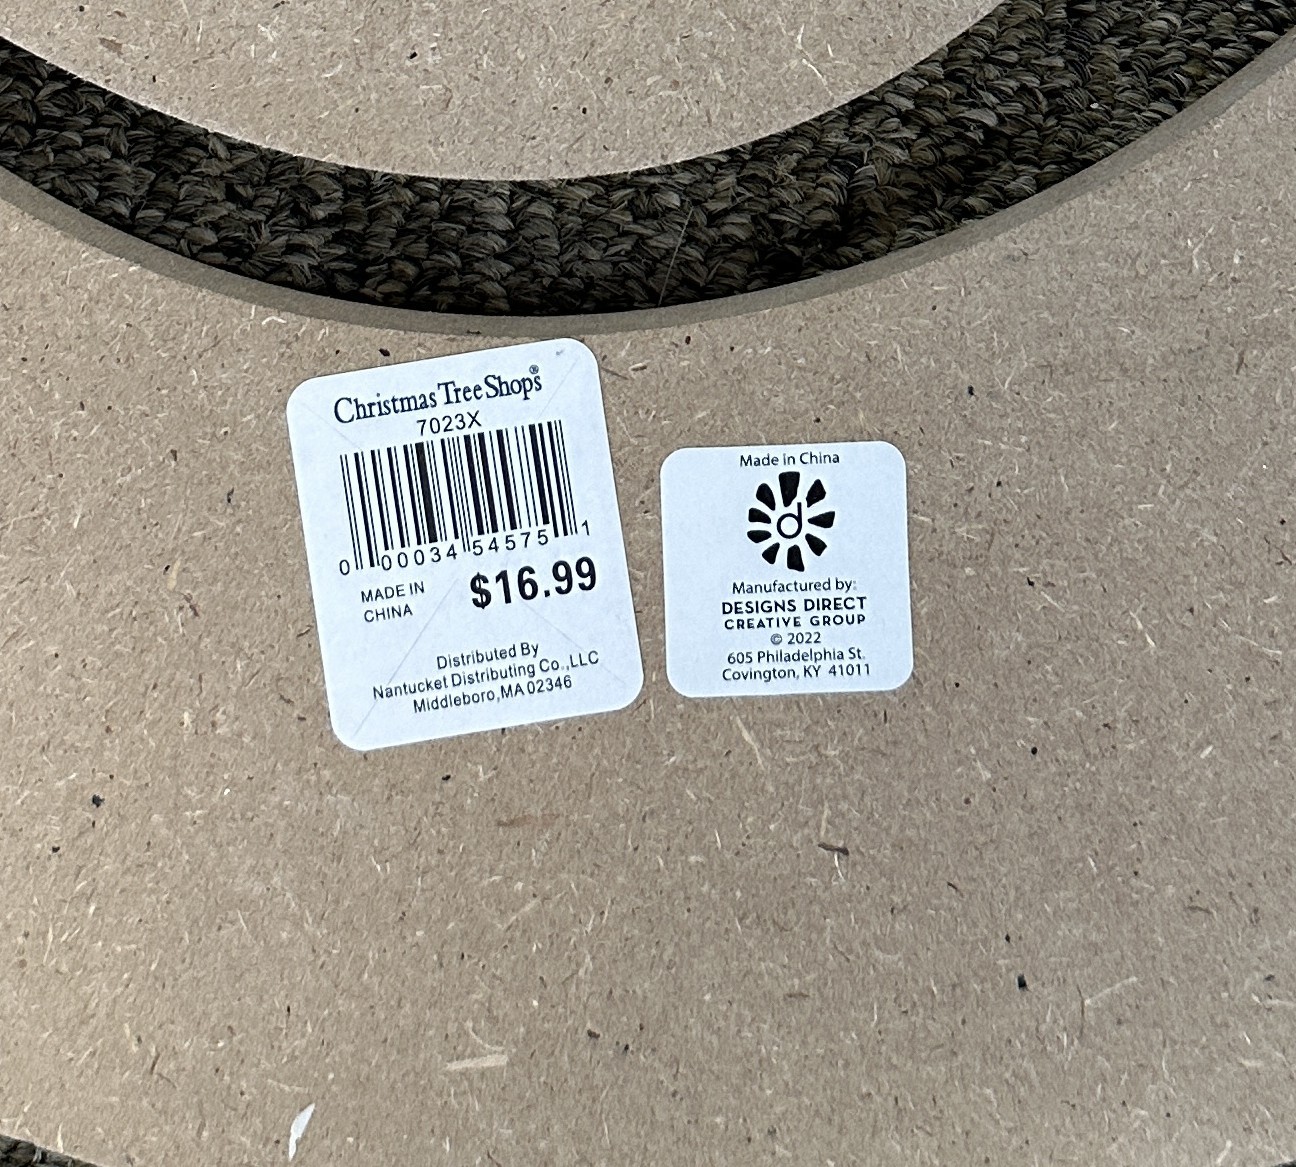 Christmas Tree Shops®
7023X
0 00034 54575 1
MADE IN
CHINA
$16.99
Distributed By
Nantucket Distributing Co.,LLC
Middleboro,MA 02346
Made in China
d
Manufactured by:
DESIGNS DIRECT
CREATIVE GROUP
© 2022
605 Philadelphia St.
Covington, KY 41011